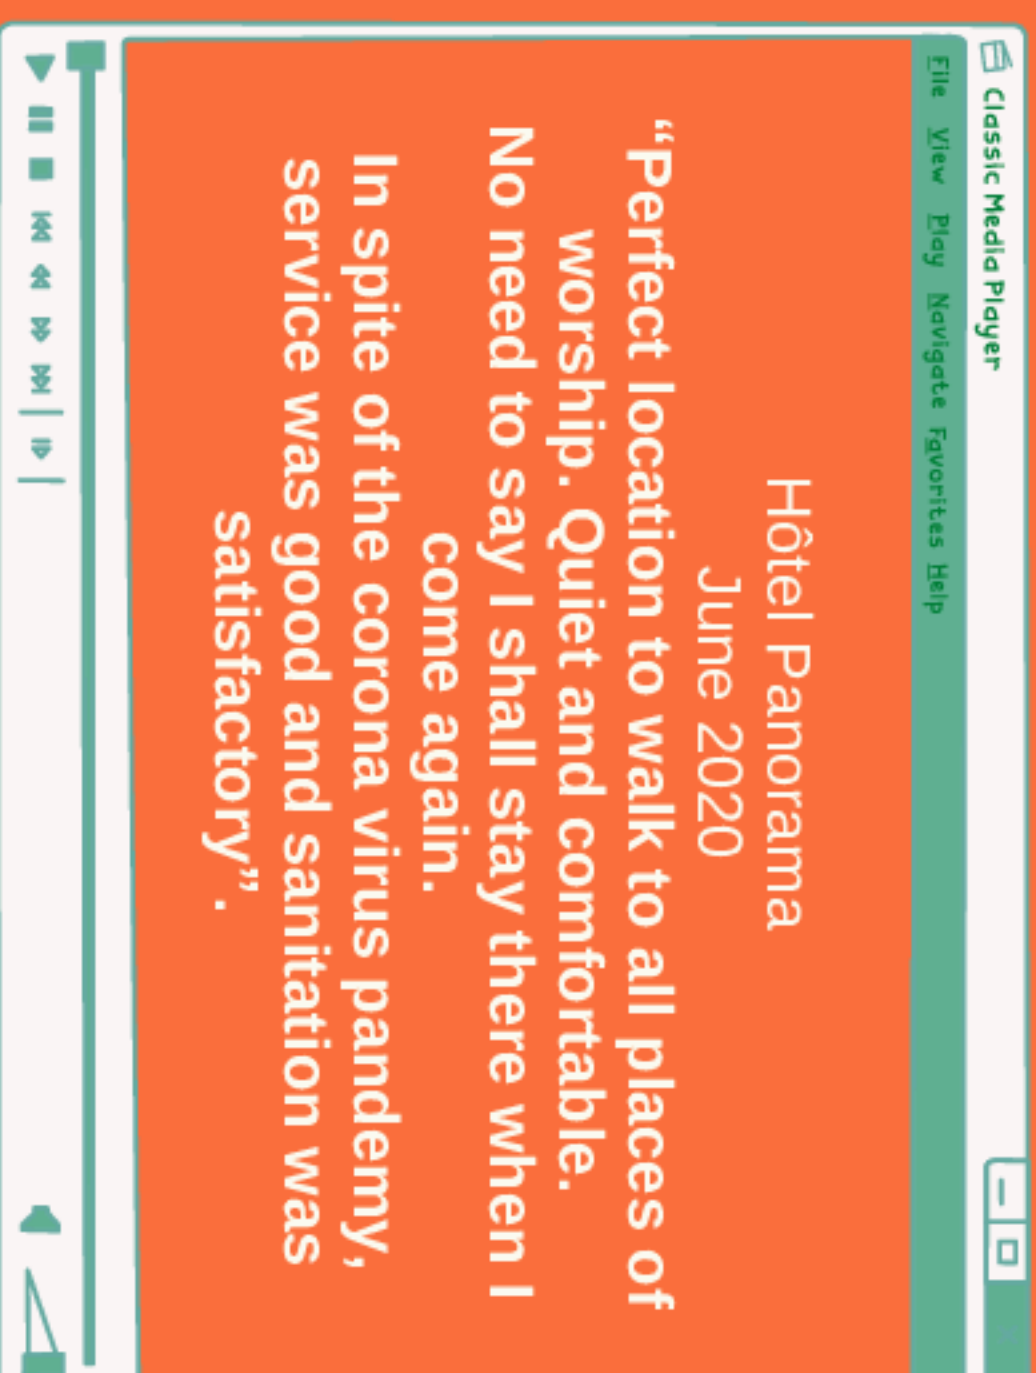 Classic Media Player
File View Play Navigate Favorites Help
Hôtel Panorama
June 2020
“Perfect location to walk to all places of
worship. Quiet and comfortable.
No need to say I shall stay there when I
come again.
In spite of the corona virus pandemy,
service was good and sanitation was
satisfactory”.